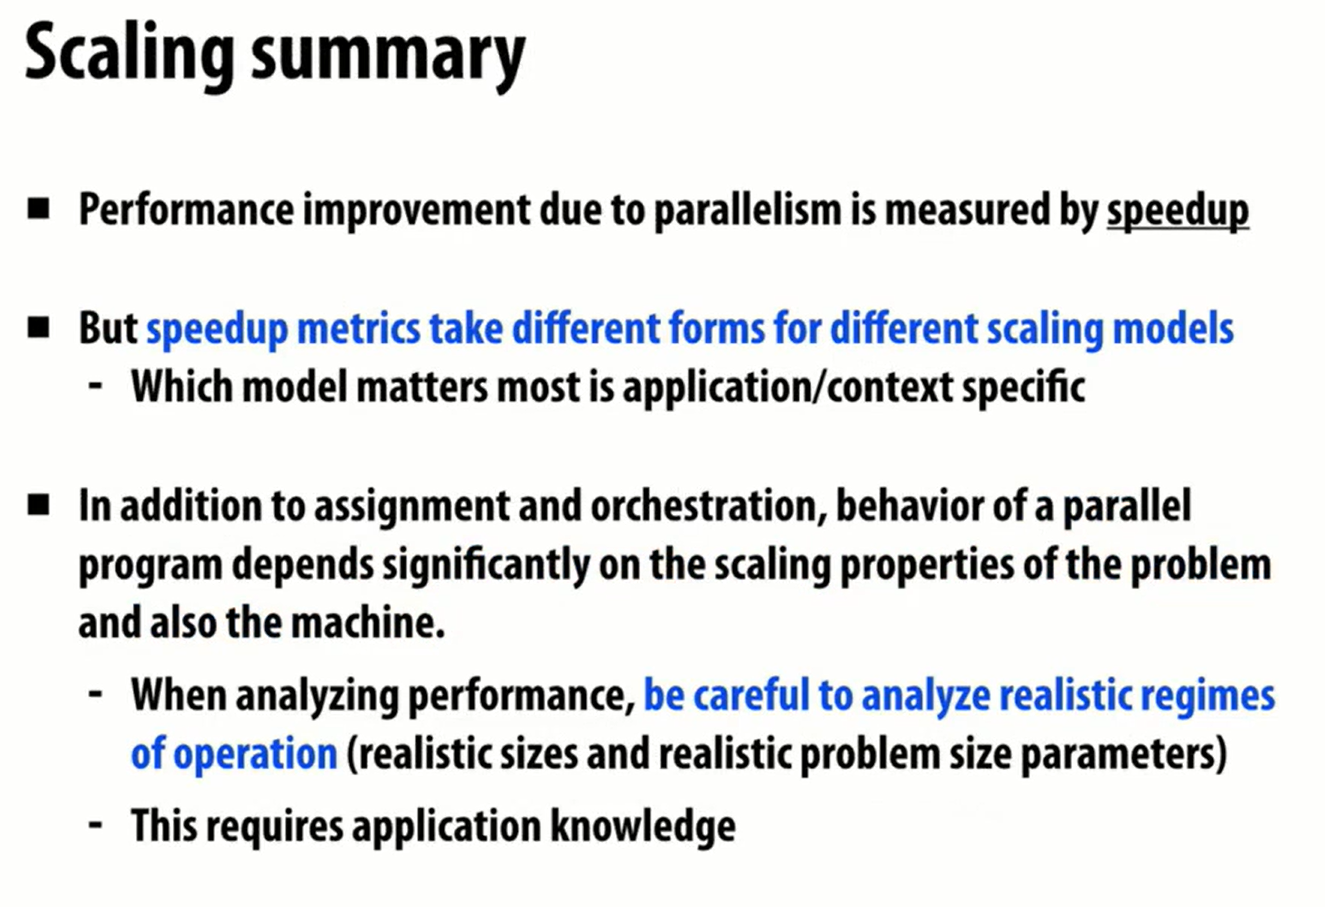 Scaling summary
■ Performance improvement due to parallelism is measured by speedup
■ But speedup metrics take different forms for different scaling models
- Which model matters most is application/context specific
■ In addition to assignment and orchestration, behavior of a parallel
program depends significantly on the scaling properties of the problem
and also the machine.
- When analyzing performance, be careful to analyze realistic regimes
of operation (realistic sizes and realistic problem size parameters)
- This requires application knowledge